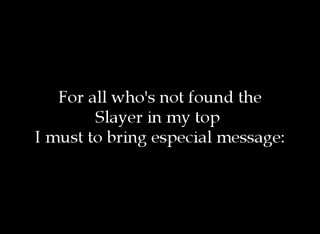 For all who's not found the
Slayer in my top
I must to bring especial message: